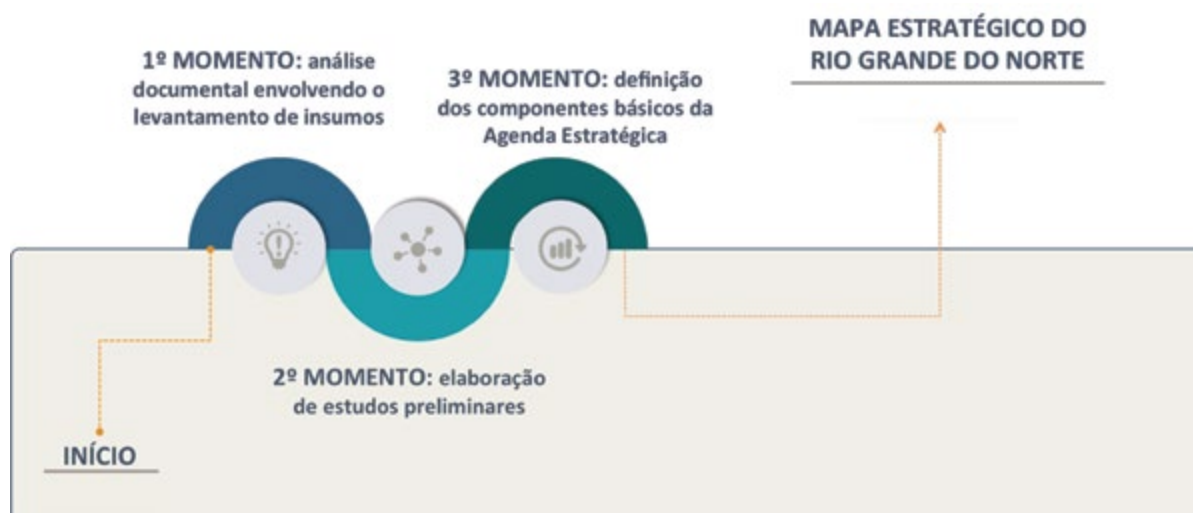 INÍCIO
1º MOMENTO: análise
documental envolvendo o
levantamento de insumos
2º MOMENTO: elaboração
de estudos preliminares
3º MOMENTO: definição
dos componentes básicos da
Agenda Estratégica
MAPA ESTRATÉGICO DO
RIO GRANDE DO NORTE